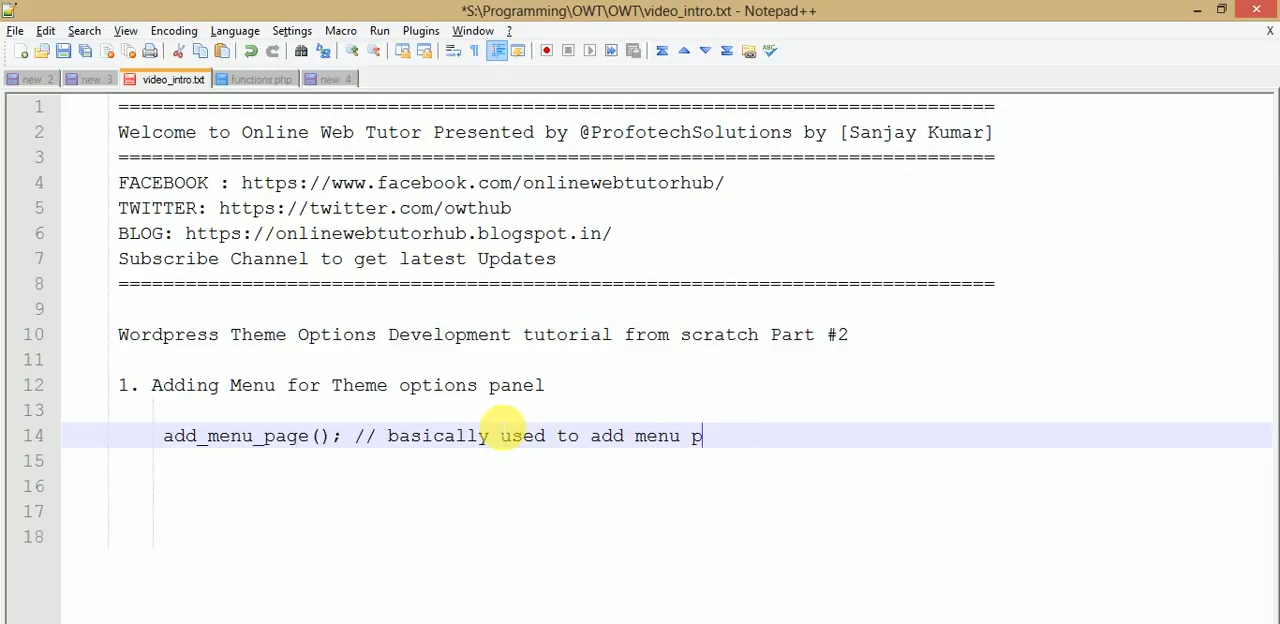 *S:\Programming\OWT\OWT\video_intro.txt - Notepad++
File Edit Search View Encoding Language Settings Macro Run Plugins Window ? X
new 2 new 3 video_intro.txt functions.php new 4
1 ==============================================================================
2 Welcome to Online Web Tutor Presented by @ProfotechSolutions by [Sanjay Kumar]
3 ==============================================================================
4 FACEBOOK : https://www.facebook.com/onlinewebtutorhub/
5 TWITTER: https://twitter.com/owthub
6 BLOG: https://onlinewebtutorhub.blogspot.in/
7 Subscribe Channel to get latest Updates
8 ==============================================================================
9
10 Wordpress Theme Options Development tutorial from scratch Part #2
11
12 1. Adding Menu for Theme options panel
13
14 add_menu_page(); // basically used to add menu p
15
16
17
18